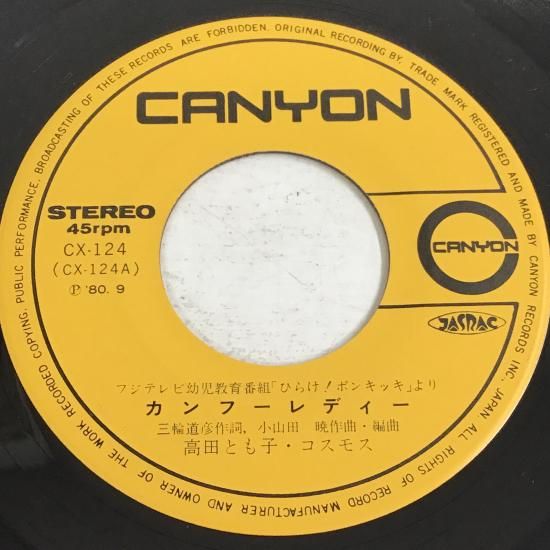 CANYON
STEREO
45rpm
CX-124
(CX-124A)
Ⓟ '80. 9
CANYON
JASRAC
フジテレビ幼児教育番組「ひらけ!ポンキッキ」より
カンフーレディー
三輪道彦作詞, 小山田 暁作曲・編曲
高田とも子・コスモス
ALL RIGHTS OF RECORD MANUFACTURER AND OWNER OF THE WORK RECORDED COPYING, PUBLIC PERFORMANCE, BROADCASTING OF THESE RECORDS ARE FORBIDDEN. ORIGINAL RECORDING BY. TRADE MARK REGISTERED AND MADE BY CANYON RECORDS INC. JAPAN